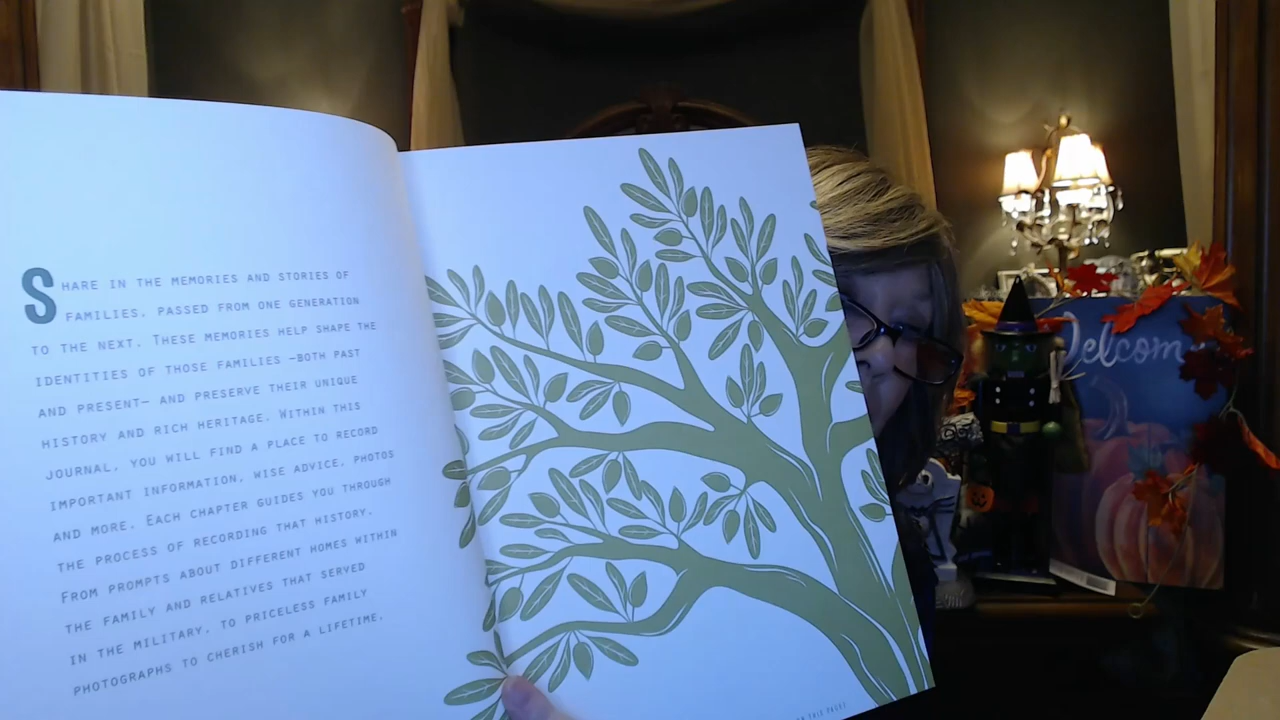 SHARE IN THE MEMORIES AND STORIES OF
FAMILIES, PASSED FROM ONE GENERATION
TO THE NEXT. THESE MEMORIES HELP SHAPE THE
IDENTITIES OF THOSE FAMILIES —BOTH PAST
AND PRESENT— AND PRESERVE THEIR UNIQUE
HISTORY AND RICH HERITAGE. WITHIN THIS
JOURNAL, YOU WILL FIND A PLACE TO RECORD
IMPORTANT INFORMATION, WISE ADVICE, PHOTOS
AND MORE. EACH CHAPTER GUIDES YOU THROUGH
THE PROCESS OF RECORDING THAT HISTORY.
FROM PROMPTS ABOUT DIFFERENT HOMES WITHIN
THE FAMILY AND RELATIVES THAT SERVED
IN THE MILITARY, TO PRICELESS FAMILY
PHOTOGRAPHS TO CHERISH FOR A LIFETIME.
Welcome
THIS PAGE